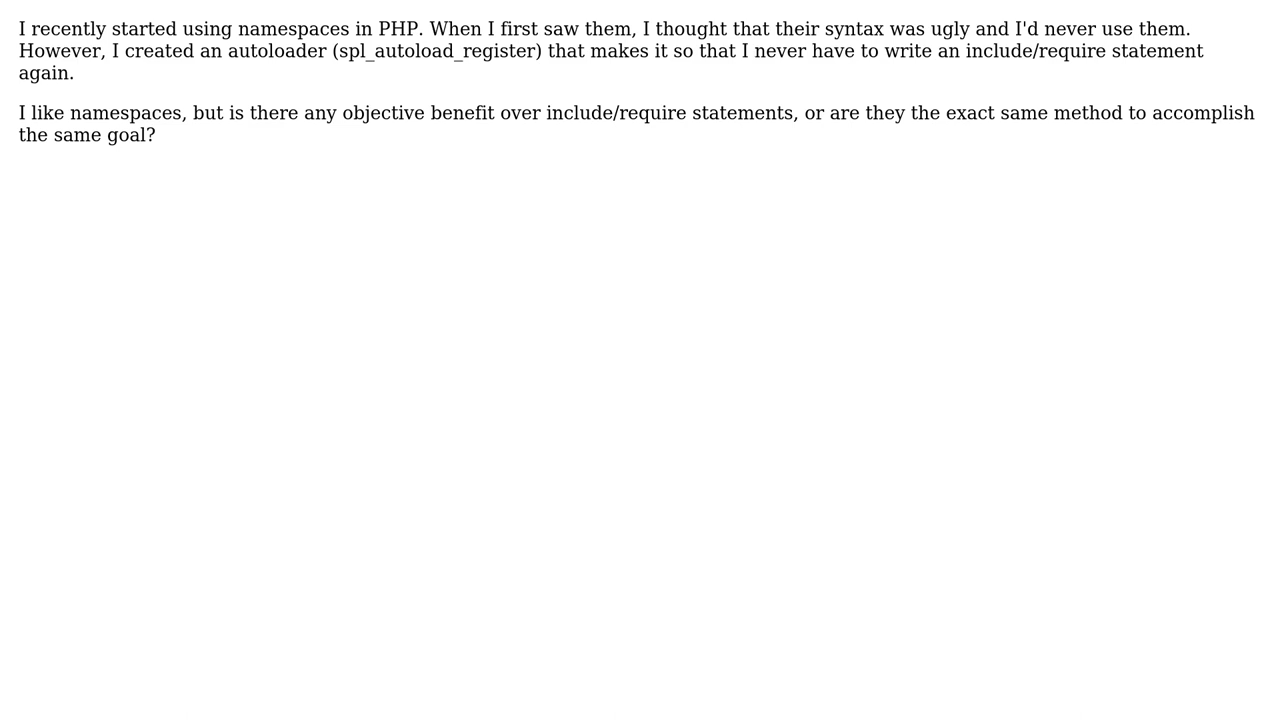 I recently started using namespaces in PHP. When I first saw them, I thought that their syntax was ugly and I'd never use them.
However, I created an autoloader (spl_autoload_register) that makes it so that I never have to write an include/require statement
again.
I like namespaces, but is there any objective benefit over include/require statements, or are they the exact same method to accomplish
the same goal?